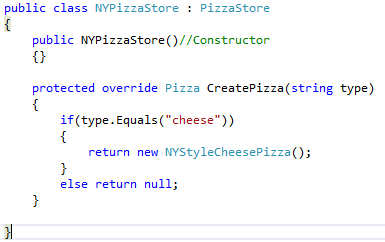 public class NYPizzaStore : PizzaStore
{
public NYPizzaStore()//Constructor
{}
protected override Pizza CreatePizza(string type)
{
if(type.Equals("cheese"))
{
return new NYStyleCheesePizza();
}
else return null;
}
}